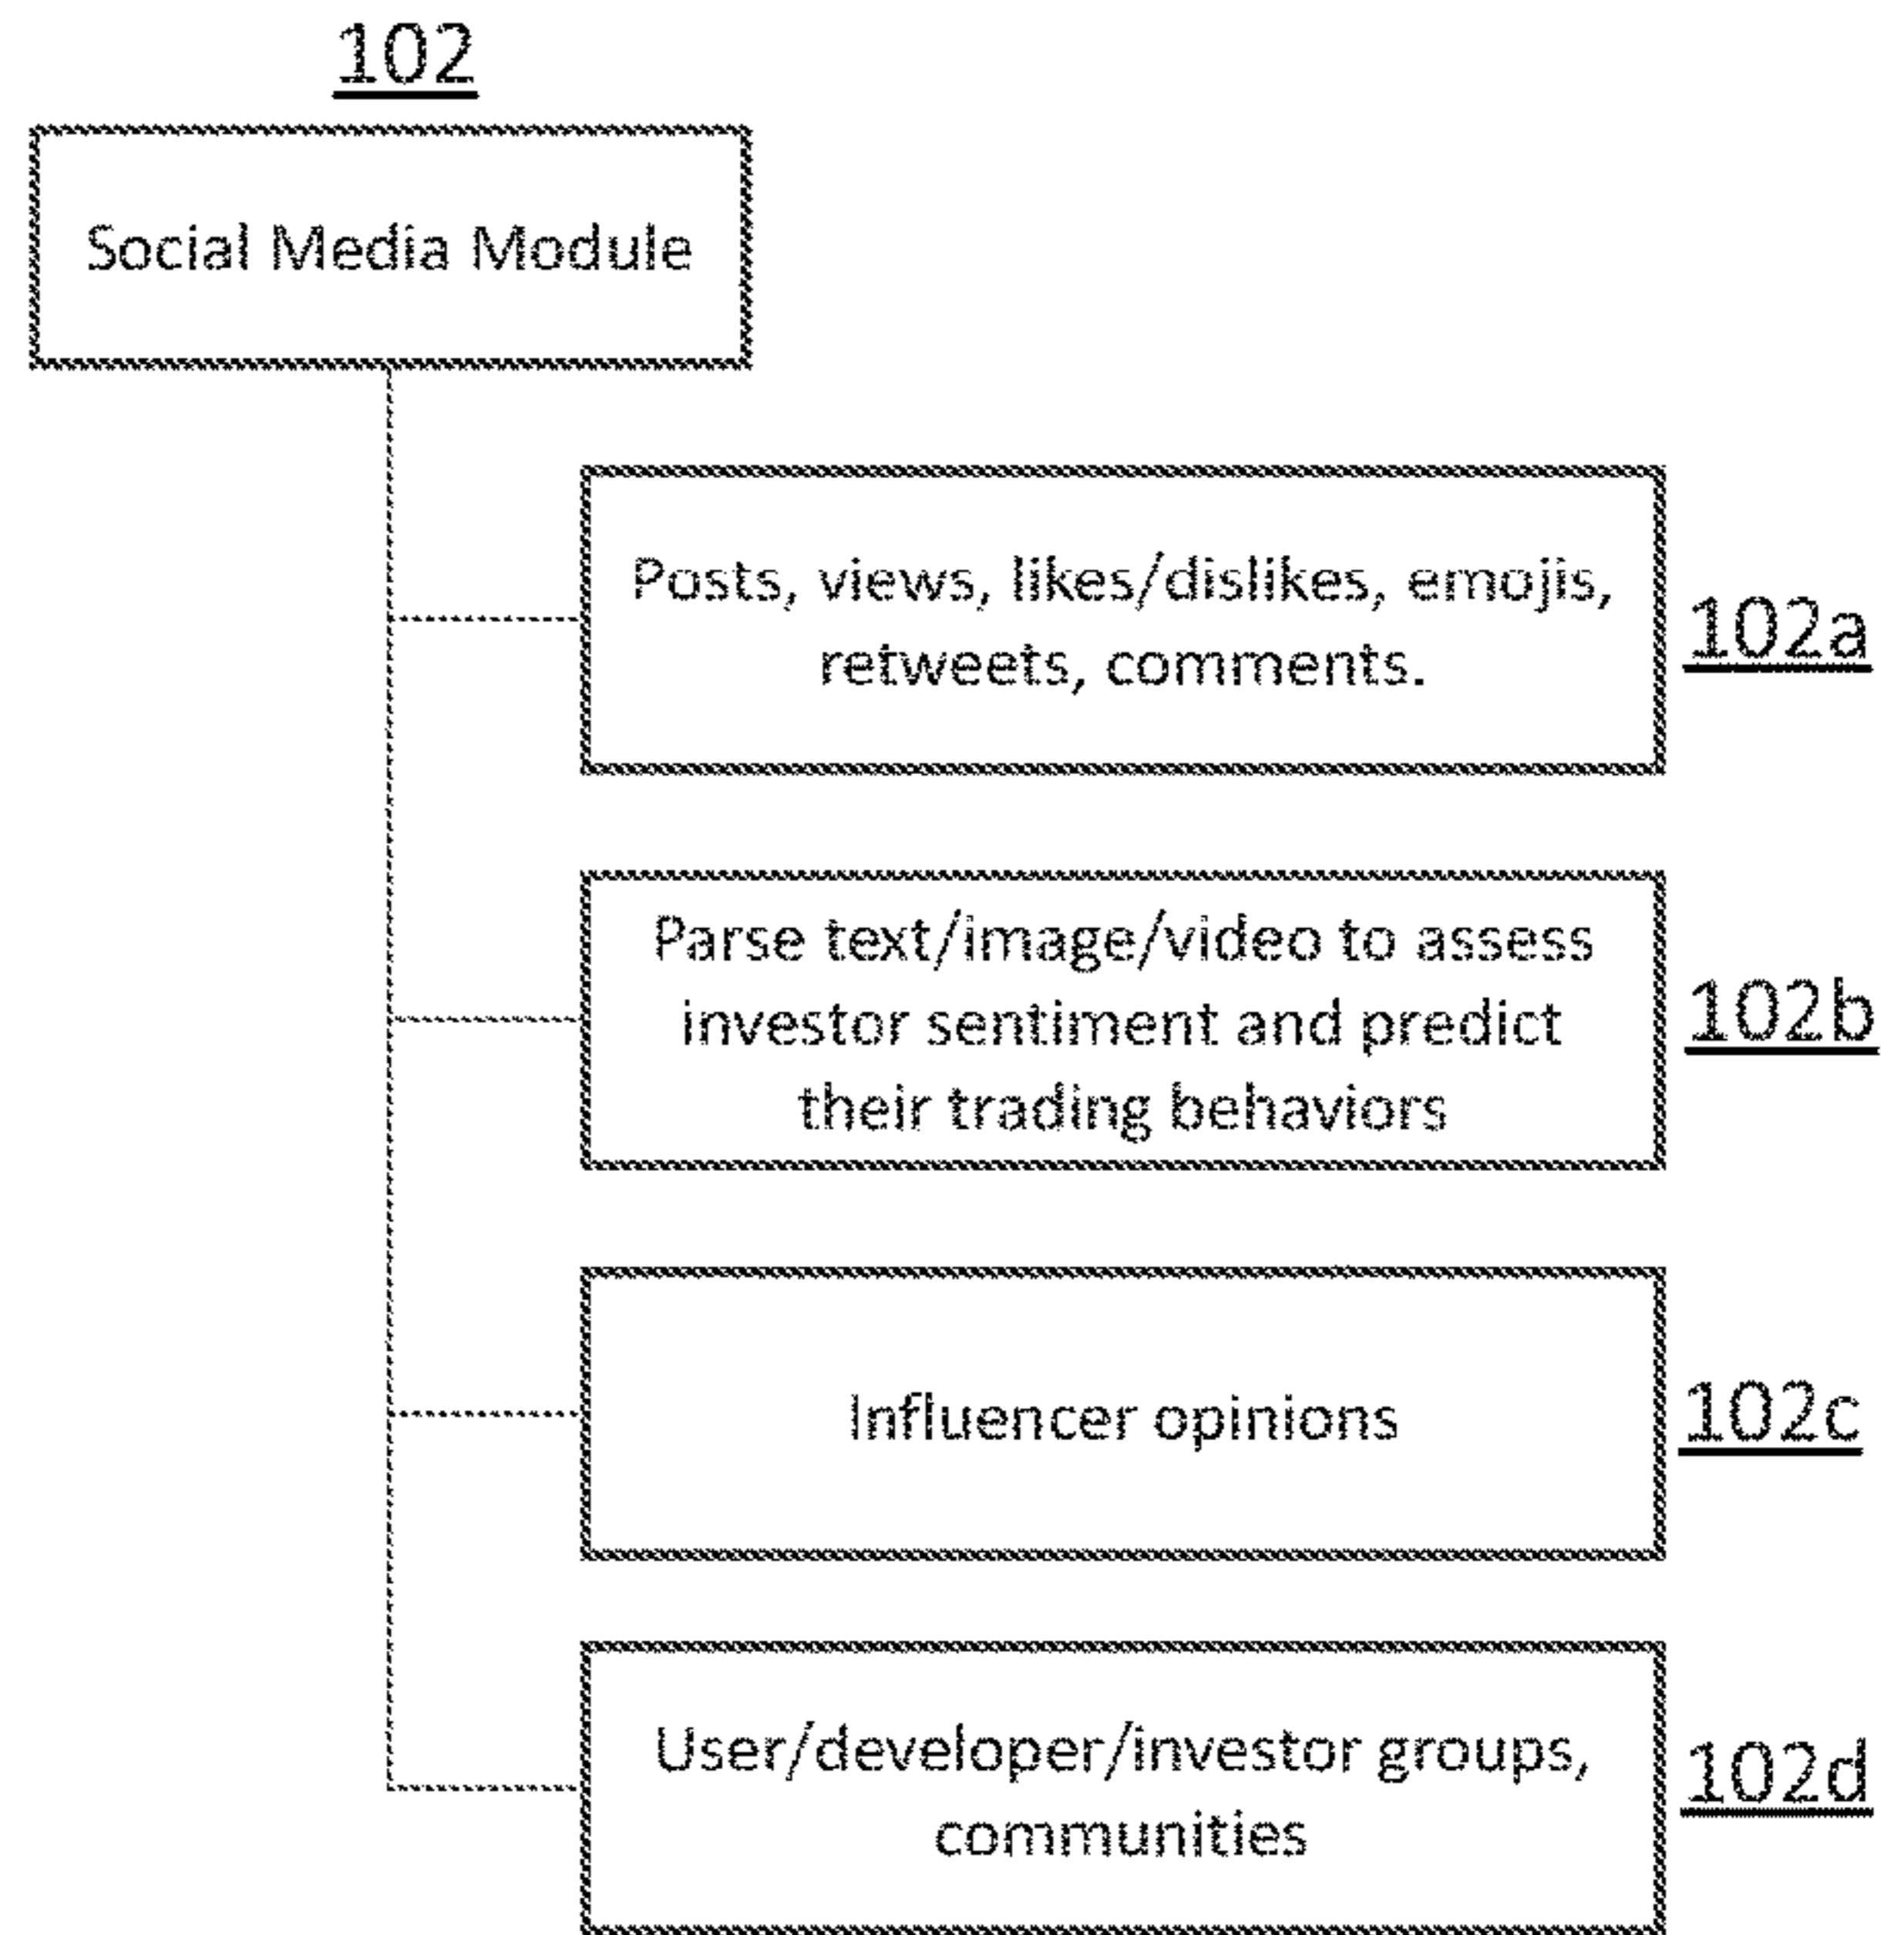 102
Social Media Module
Posts, views, likes/dislikes, emojis,
retweets, comments.
102a
Parse text/image/video to assess
investor sentiment and predict
their trading behaviors
102b
Influencer opinions
102c
User/developer/investor groups,
communities
102d